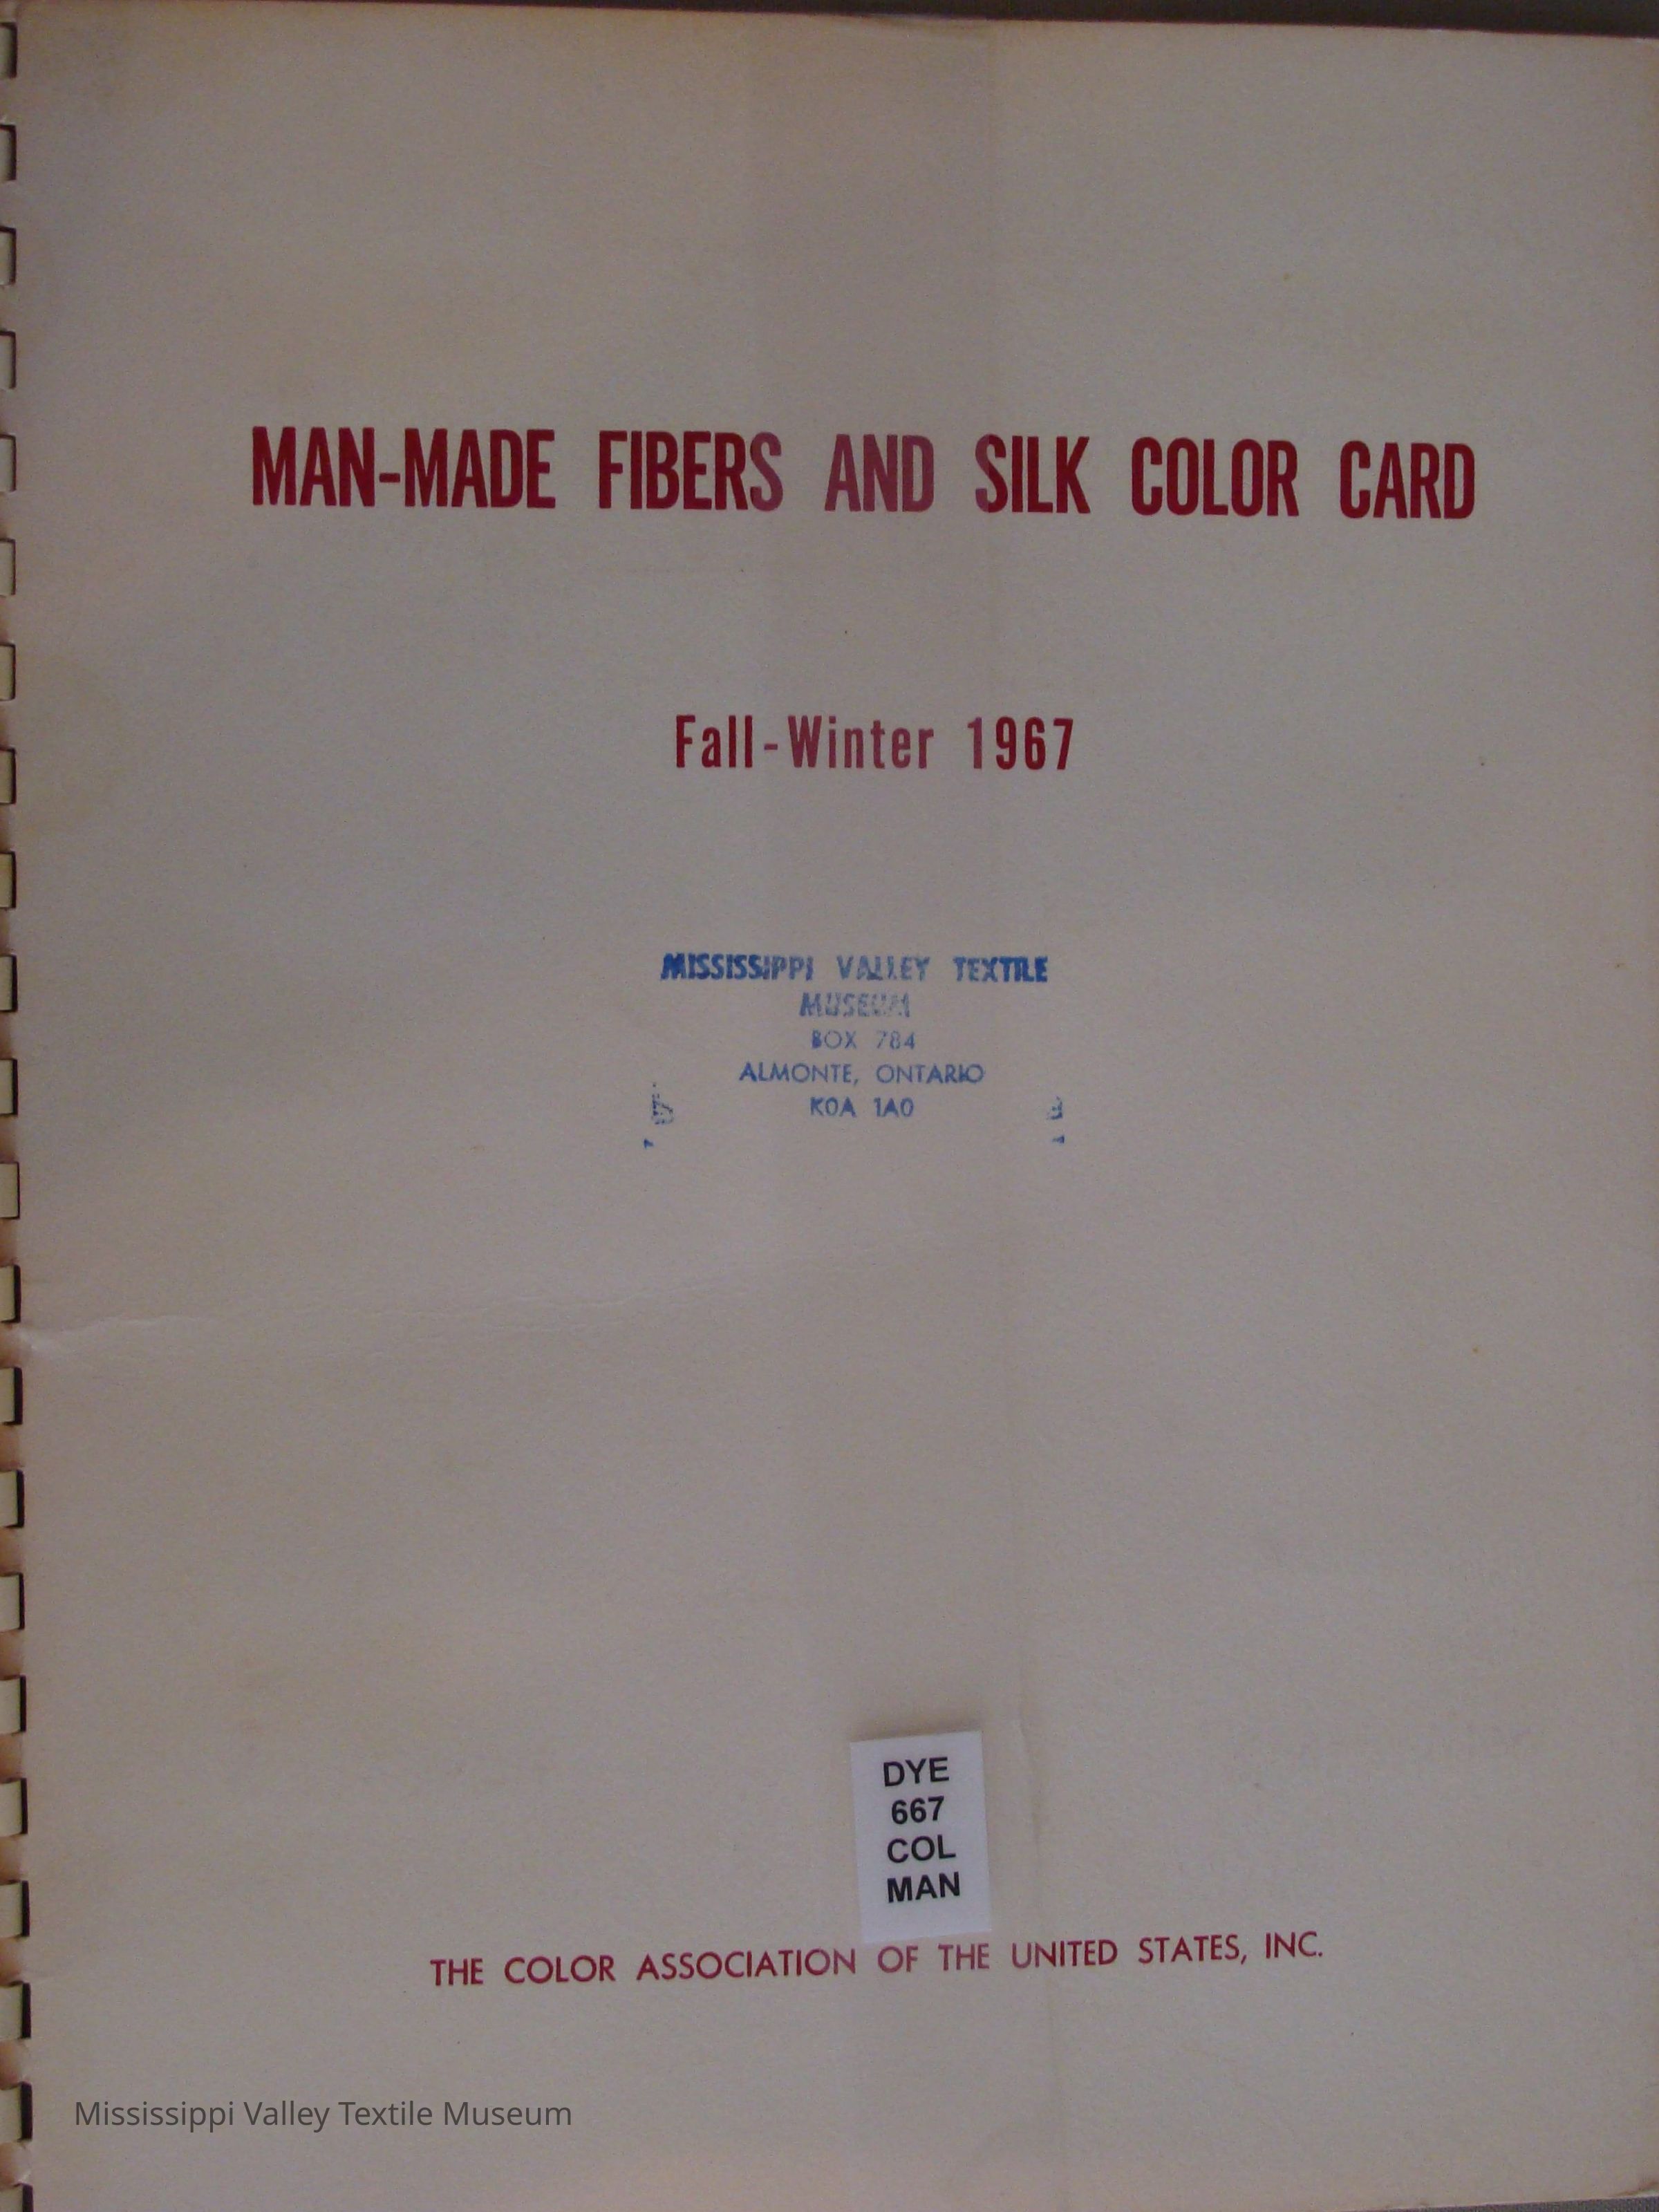 MAN-MADE FIBERS AND SILK COLOR CARD
Fall-Winter 1967
MISSISSIPPI VALLEY TEXTILE
MUSEUM
BOX 784
ALMONTE, ONTARIO
K0A 1A0
DYE
667
COL
MAN
THE COLOR ASSOCIATION OF THE UNITED STATES, INC.
Mississippi Valley Textile Museum